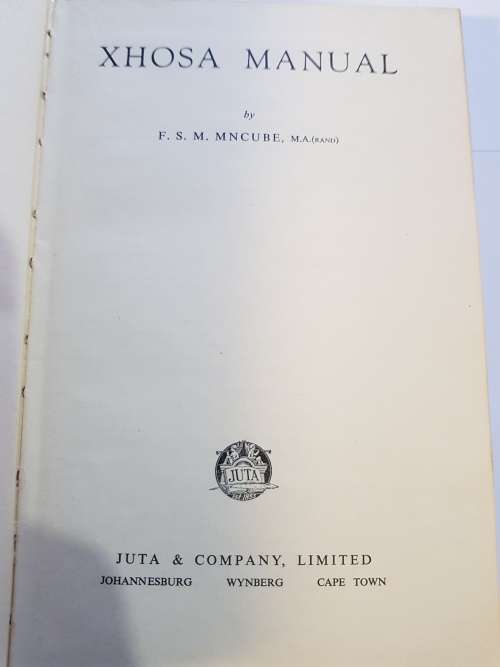 XHOSA MANUAL
by
F. S. M. MNCUBE, M.A.(RAND)
JUTA
JUTA & COMPANY, LIMITED
JOHANNESBURG WYNBERG CAPE TOWN